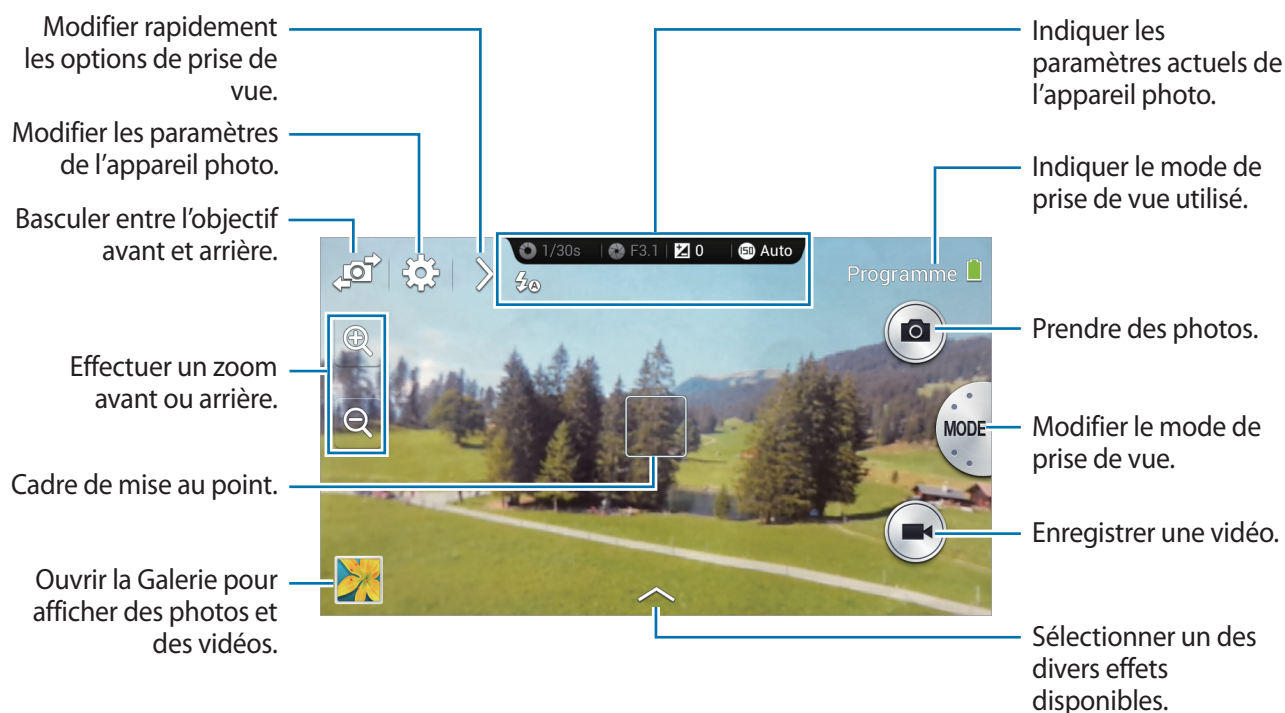 Modifier rapidement
les options de prise de
vue.
Modifier les paramètres
de l’appareil photo.
Basculer entre l’objectif
avant et arrière.
Effectuer un zoom
avant ou arrière.
Cadre de mise au point.
Ouvrir la Galerie pour
afficher des photos et
des vidéos.
1/30s F3.1 0 ISO Auto
A
Programme
MODE
Indiquer les
paramètres actuels de
l’appareil photo.
Indiquer le mode de
prise de vue utilisé.
Prendre des photos.
Modifier le mode de
prise de vue.
Enregistrer une vidéo.
Sélectionner un des
divers effets
disponibles.